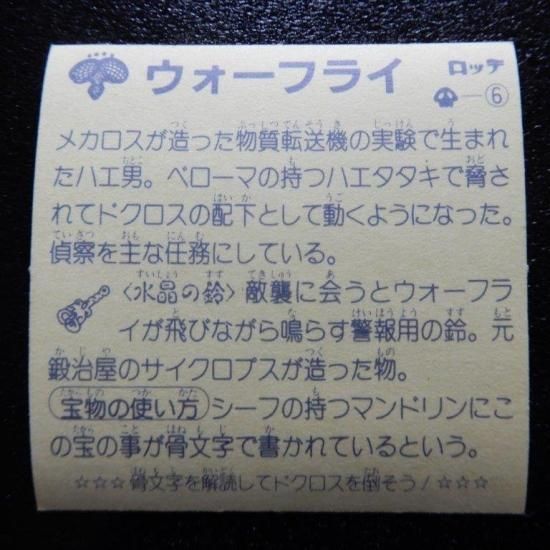 ウォーフライ ロッテ
⑥
メカロスが造った物質転送機の実験で生まれ
たハエ男。ベローマの持つハエタタキで脅さ
れてドクロスの配下として動くようになった。
偵察を主な任務にしている。
〈水晶の鈴〉敵襲に会うとウォーフラ
イが飛びながら鳴らす警報用の鈴。元
鍛治屋のサイクロプスが造った物。
宝物の使い方 シーフの持つマンドリンにこ
の宝の事が骨文字で書かれているという。
☆☆☆骨文字を解読してドクロスを倒そう!☆☆☆